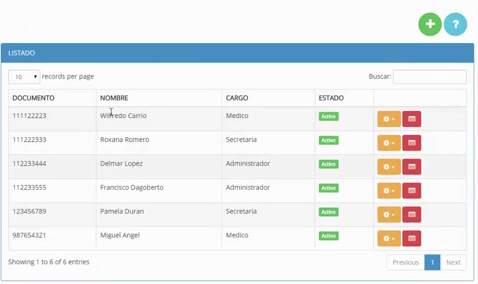 + ?
LISTADO
10 records per page Buscar:
DOCUMENTO NOMBRE CARGO ESTADO
111122223 Wilfredo Carrio Medico Activo
111222333 Roxana Romero Secretaria Activo
112233444 Delmar Lopez Administrador Activo
112233555 Francisco Dagoberto Administrador Activo
123456789 Pamela Duran Secretaria Activo
987654321 Miguel Angel Medico Activo
Showing 1 to 6 of 6 entries Previous 1 Next